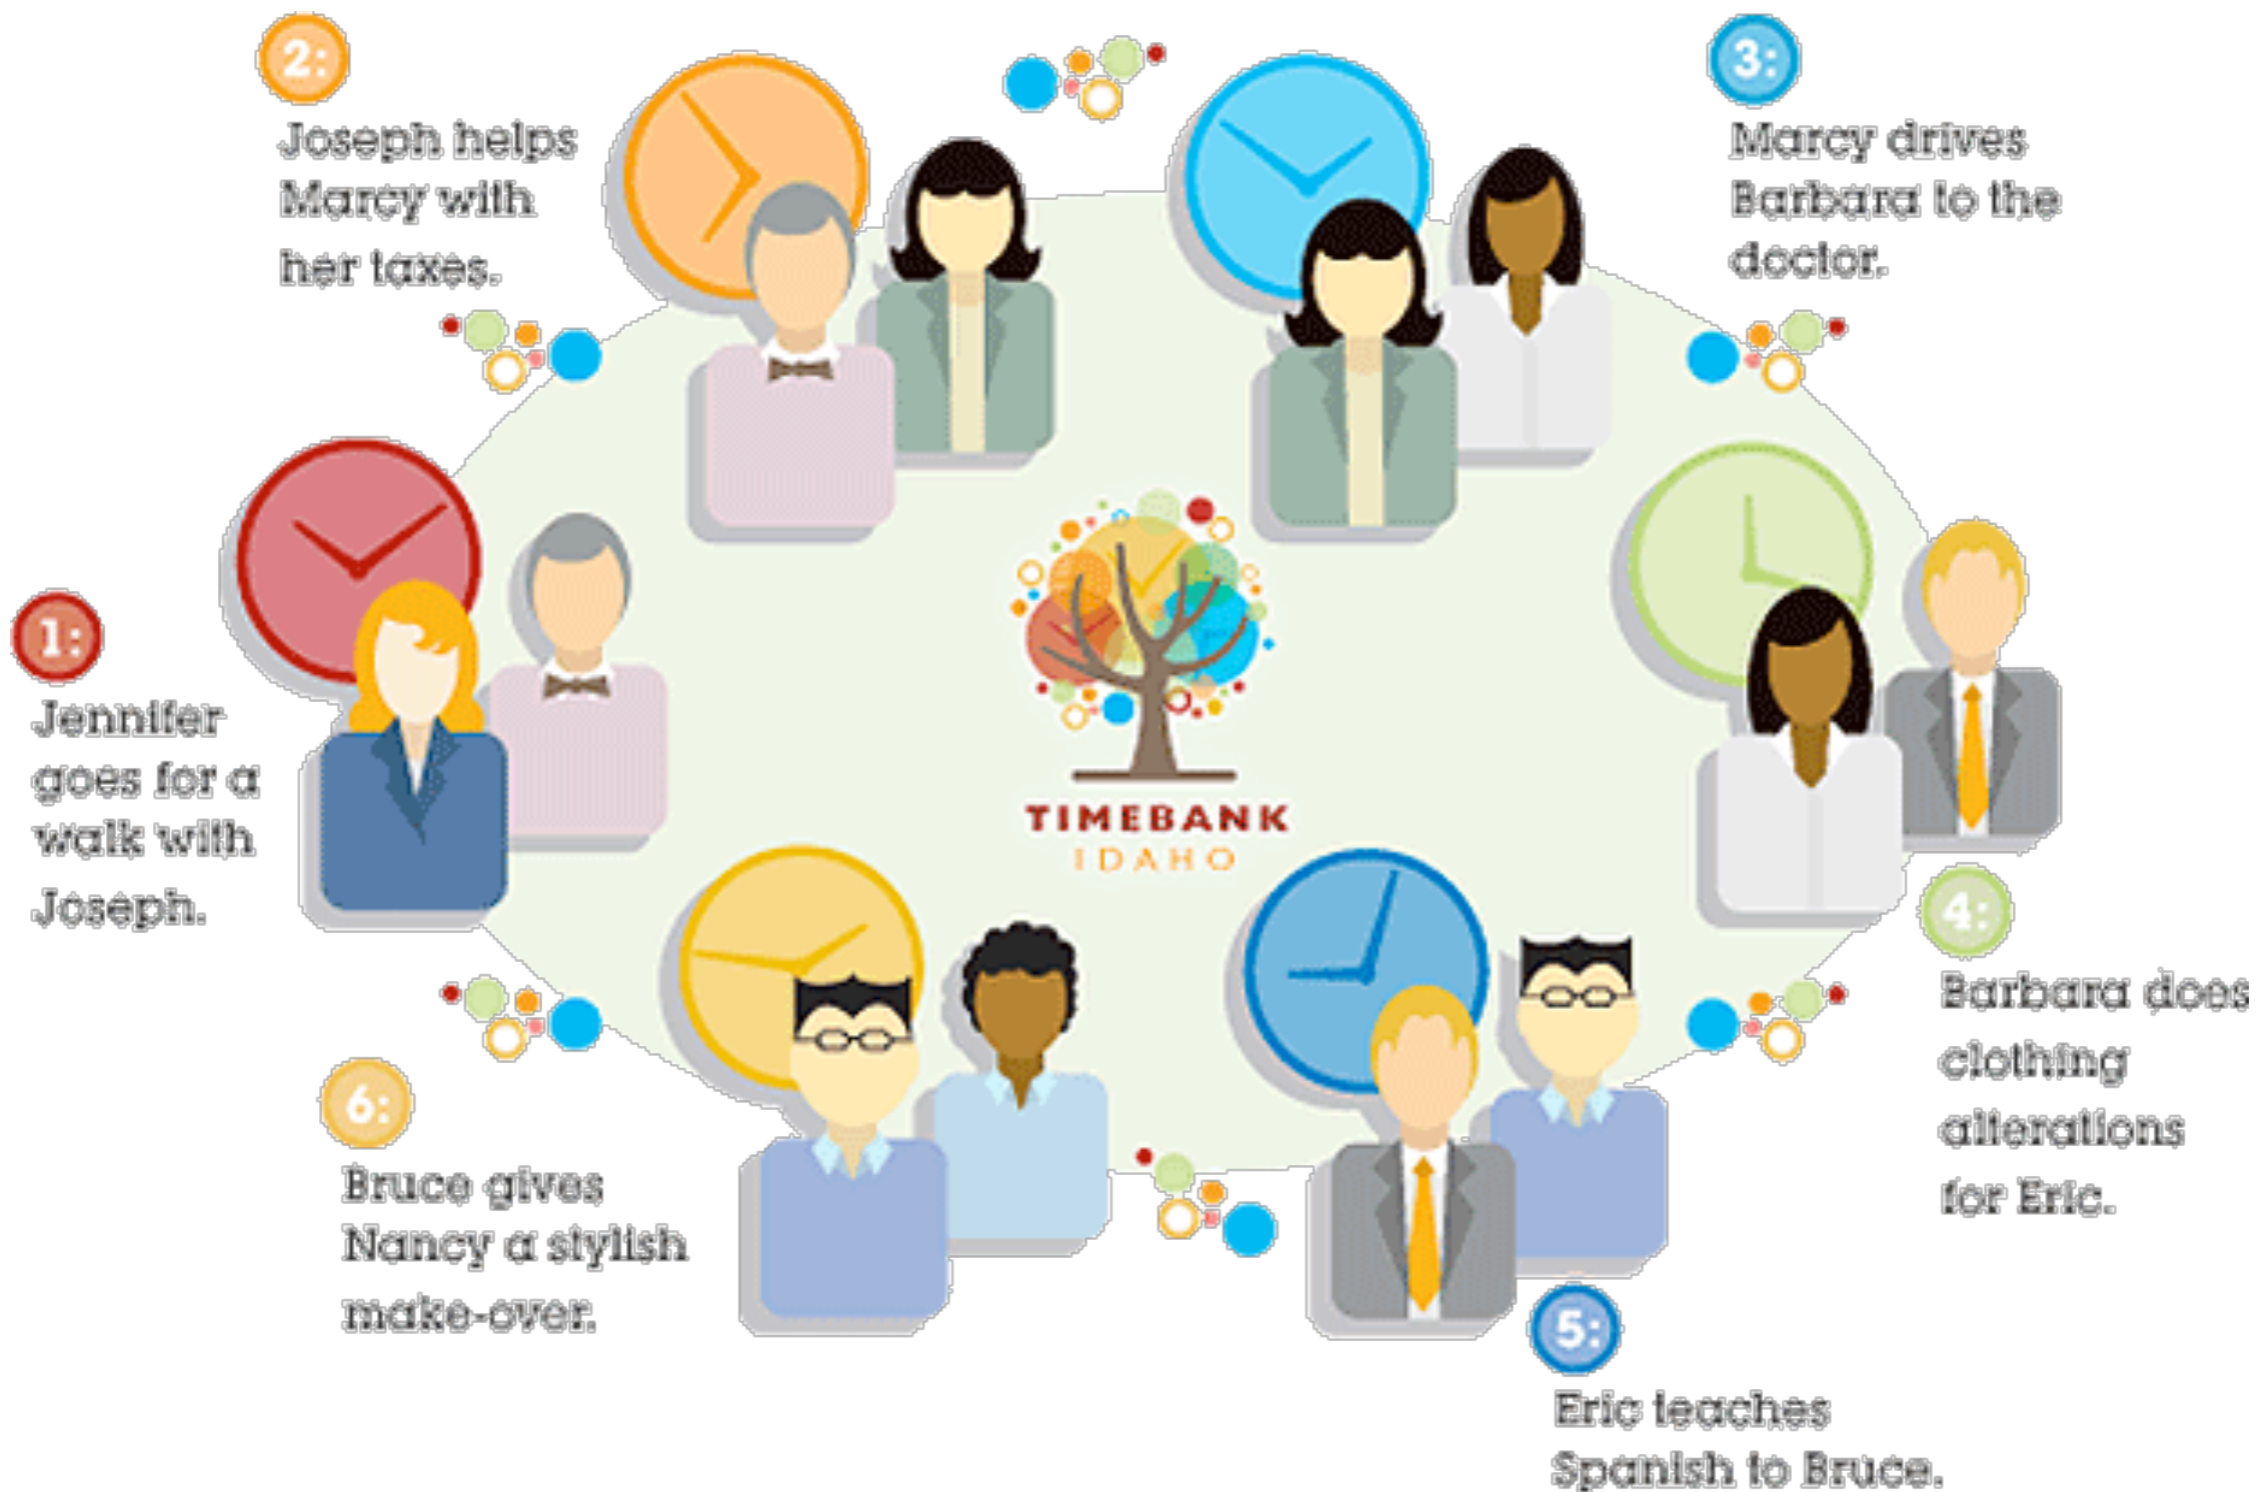 1:
Jennifer
goes for a
walk with
Joseph.
2:
Joseph helps
Marcy with
her taxes.
3:
Marcy drives
Barbara to the
doctor.
4:
Barbara does
clothing
alterations
for Eric.
5:
Eric teaches
Spanish to Bruce.
6:
Bruce gives
Nancy a stylish
make-over.
TIMEBANK
IDAHO